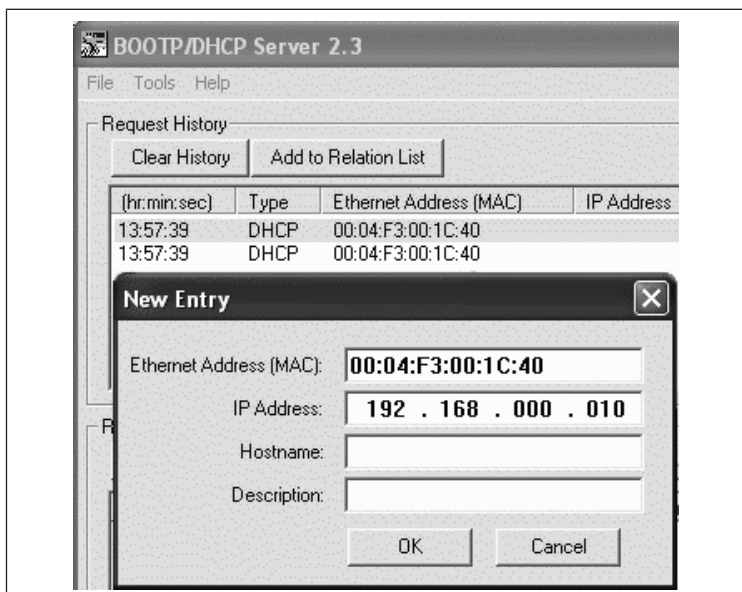 BOOTP/DHCP Server 2.3
File Tools Help
Request History
Clear History Add to Relation List
(hr:min:sec) Type Ethernet Address (MAC) IP Address
13:57:39 DHCP 00:04:F3:00:1C:40
13:57:39 DHCP 00:04:F3:00:1C:40
New Entry
Ethernet Address (MAC): 00:04:F3:00:1C:40
IP Address: 192 . 168 . 000 . 010
Hostname:
Description:
OK Cancel